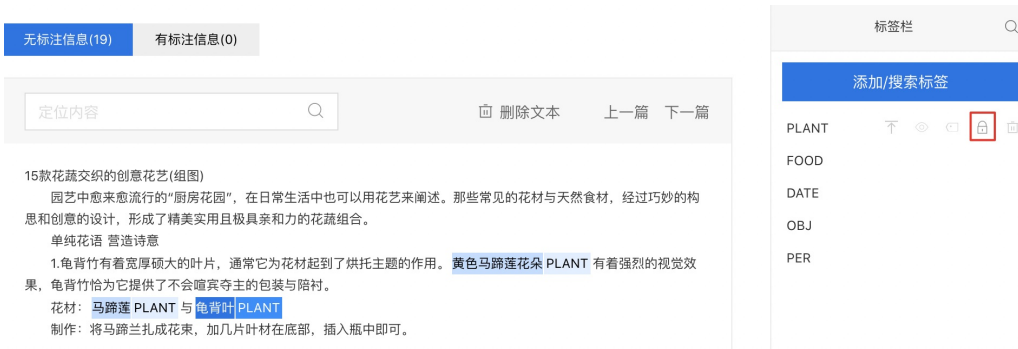 无标注信息(19) 有标注信息(0)
定位内容 删除文本 上一篇 下一篇
15款花蔬交织的创意花艺(组图)
园艺中愈来愈流行的“厨房花园”，在日常生活中也可以用花艺来阐述。那些常见的花材与天然食材，经过巧妙的构
思和创意的设计，形成了精美实用且极具亲和力的花蔬组合。
单纯花语 营造诗意
1.龟背竹有着宽厚硕大的叶片，通常它为花材起到了烘托主题的作用。 黄色马蹄莲花朵 PLANT 有着强烈的视觉效
果，龟背竹恰为它提供了不会喧宾夺主的包装与陪衬。
花材： 马蹄莲 PLANT 与 龟背叶 PLANT
制作：将马蹄兰扎成花束，加几片叶材在底部，插入瓶中即可。
标签栏
添加/搜索标签
PLANT
FOOD
DATE
OBJ
PER